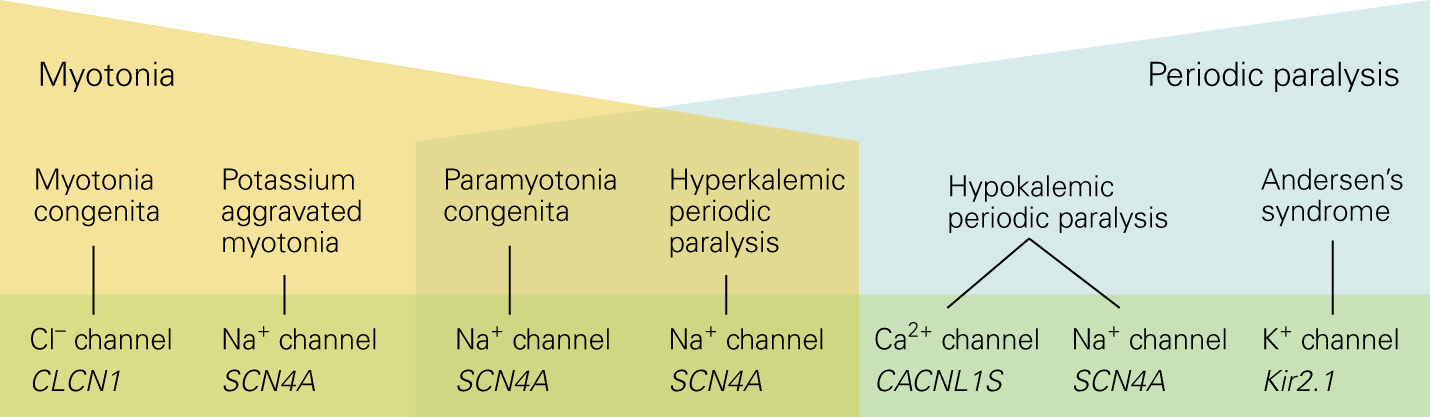 Myotonia
Periodic paralysis
Myotonia
congenita
Potassium
aggravated
myotonia
Paramyotonia
congenita
Hyperkalemic
periodic
paralysis
Hypokalemic
periodic paralysis
Andersen's
syndrome
Cl⁻ channel
CLCN1
Na⁺ channel
SCN4A
Na⁺ channel
SCN4A
Na⁺ channel
SCN4A
Ca²⁺ channel
CACNL1S
Na⁺ channel
SCN4A
K⁺ channel
Kir2.1